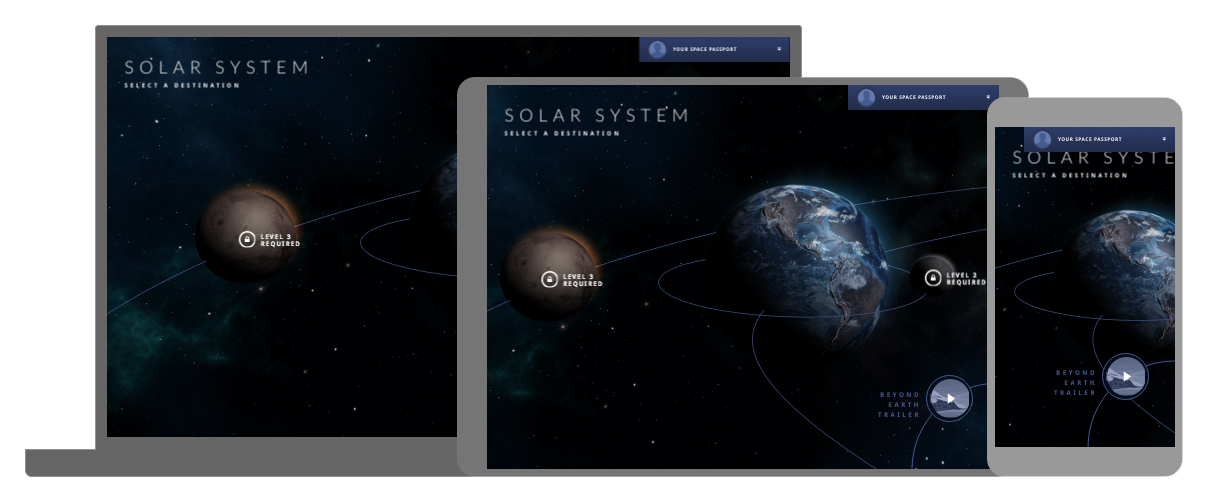 SOLAR SYSTEM
SELECT A DESTINATION
YOUR SPACE PASSPORT
LEVEL 3
REQUIRED
SOLAR SYSTEM
SELECT A DESTINATION
YOUR SPACE PASSPORT
LEVEL 3
REQUIRED
LEVEL 2
REQUIRED
BEYOND
EARTH
TRAILER
YOUR SPACE PASSPORT
SOLAR SYSTE
SELECT A DESTINATION
BEYOND
EARTH
TRAILER